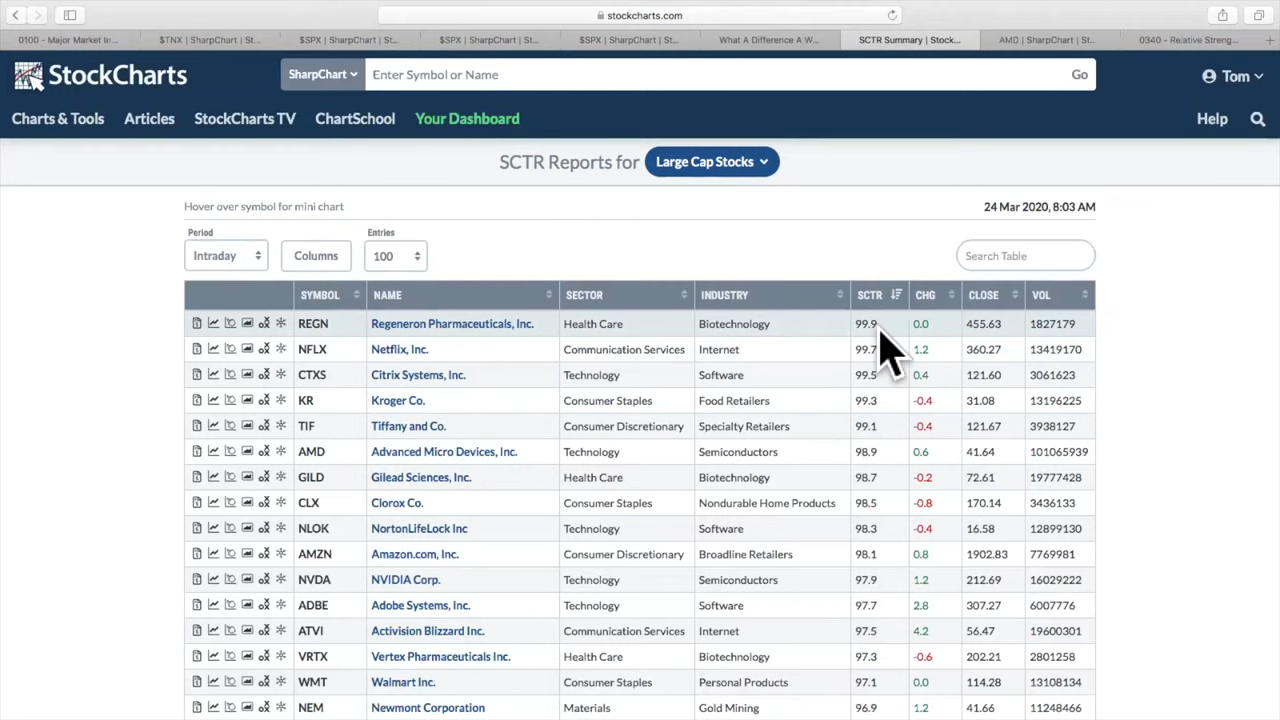 stockcharts.com
0100 - Major Market In...
$TNX | SharpChart | St...
$SPX | SharpChart | St...
$SPX | SharpChart | St...
$SPX | SharpChart | St...
What A Difference A W...
SCTR Summary | Stock...
AMD | SharpChart | St...
0340 - Relative Streng...
StockCharts
SharpChart
Enter Symbol or Name
Go
Tom
Charts & Tools
Articles
StockCharts TV
ChartSchool
Your Dashboard
Help
SCTR Reports for Large Cap Stocks
Hover over symbol for mini chart
24 Mar 2020, 8:03 AM
Period
Entries
Intraday
Columns
100
Search Table
SYMBOL NAME SECTOR INDUSTRY SCTR CHG CLOSE VOL
REGN Regeneron Pharmaceuticals, Inc. Health Care Biotechnology 99.9 0.0 455.63 1827179
NFLX Netflix, Inc. Communication Services Internet 99.7 1.2 360.27 13419170
CTXS Citrix Systems, Inc. Technology Software 99.5 0.4 121.60 3061623
KR Kroger Co. Consumer Staples Food Retailers 99.3 -0.4 31.08 13196225
TIF Tiffany and Co. Consumer Discretionary Specialty Retailers 99.1 -0.4 121.67 3938127
AMD Advanced Micro Devices, Inc. Technology Semiconductors 98.9 0.6 41.64 101065939
GILD Gilead Sciences, Inc. Health Care Biotechnology 98.7 -0.2 72.61 19777428
CLX Clorox Co. Consumer Staples Nondurable Home Products 98.5 -0.8 170.14 3436133
NLOK NortonLifeLock Inc Technology Software 98.3 -0.4 16.58 12899130
AMZN Amazon.com, Inc. Consumer Discretionary Broadline Retailers 98.1 0.8 1902.83 7769981
NVDA NVIDIA Corp. Technology Semiconductors 97.9 1.2 212.69 16029222
ADBE Adobe Systems, Inc. Technology Software 97.7 2.8 307.27 6007776
ATVI Activision Blizzard Inc. Communication Services Internet 97.5 4.2 56.47 19600301
VRTX Vertex Pharmaceuticals Inc. Health Care Biotechnology 97.3 -0.6 202.21 2801258
WMT Walmart Inc. Consumer Staples Personal Products 97.1 0.0 114.28 13108134
NEM Newmont Corporation Materials Gold Mining 96.9 1.2 41.66 11248466